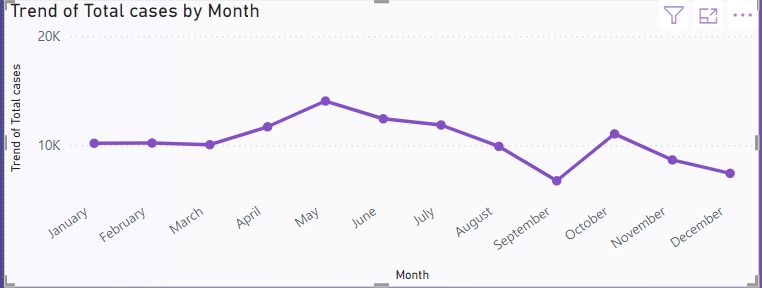 Trend of Total cases by Month
20K
Trend of Total cases
10K
January
February
March
April
May
June
July
August
September
October
November
December
Month